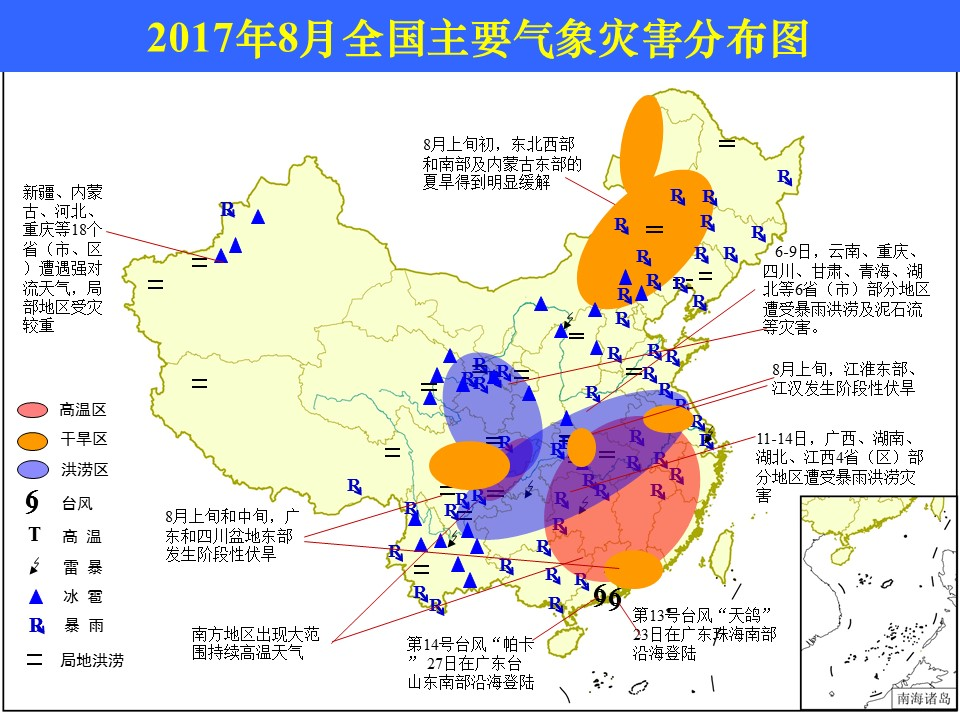 2017年8月全国主要气象灾害分布图
8月上旬初，东北西部
和南部及内蒙古东部的
夏旱得到明显缓解
新疆、内蒙
古、河北、
重庆等18个
省（市、区
）遭遇强对
流天气，局
部地区受灾
较重
6-9日，云南、重庆、
四川、甘肃、青海、湖
北等6省（市）部分地区
遭受暴雨洪涝及泥石流
等灾害。
8月上旬，江淮东部、
江汉发生阶段性伏旱
11-14日，广西、湖南、
湖北、江西4省（区）部
分地区遭受暴雨洪涝灾
害
高温区
干旱区
洪涝区
6 台风
T 高 温
雷 暴
冰 雹
R 暴 雨
局地洪涝
8月上旬和中旬，广
东和四川盆地东部
发生阶段性伏旱
南方地区出现大范
围持续高温天气
第14号台风“帕卡
”27日在广东台
山东南部沿海登陆
第13号台风“天鸽”
23日在广东珠海南部
沿海登陆
南海诸岛